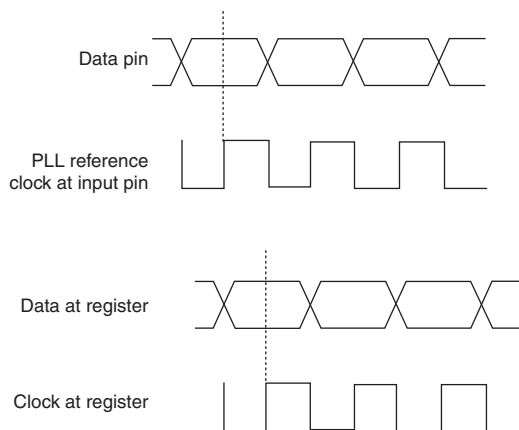 Data pin
PLL reference
clock at input pin
Data at register
Clock at register